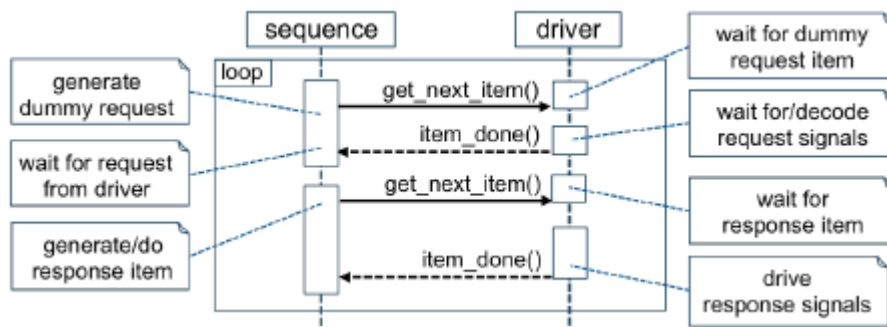 sequence
driver
loop
generate
dummy request
wait for request
from driver
generate/do
response item
get_next_item()
item_done()
get_next_item()
item_done()
wait for dummy
request item
wait for/decode
request signals
wait for
response item
drive
response signals